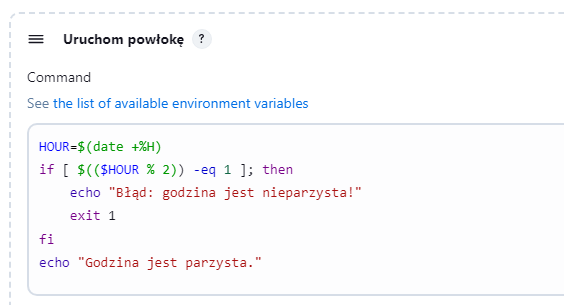 Uruchom powłokę ?
Command
See the list of available environment variables
HOUR=$(date +%H)
if [ $(($HOUR % 2)) -eq 1 ]; then
    echo "Błąd: godzina jest nieparzysta!"
    exit 1
fi
echo "Godzina jest parzysta."